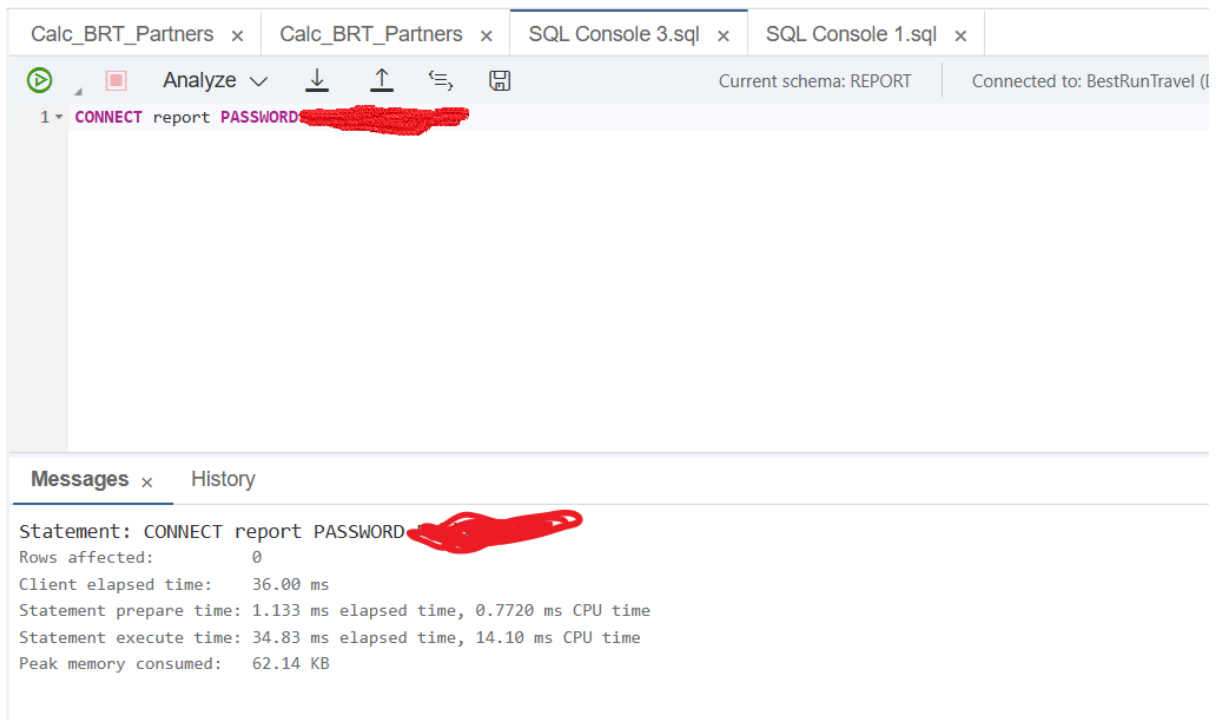 Calc_BRT_Partners × Calc_BRT_Partners × SQL Console 3.sql × SQL Console 1.sql ×
Analyze Current schema: REPORT Connected to: BestRunTravel (
1 CONNECT report PASSWORD
Messages × History
Statement: CONNECT report PASSWORD
Rows affected: 0
Client elapsed time: 36.00 ms
Statement prepare time: 1.133 ms elapsed time, 0.7720 ms CPU time
Statement execute time: 34.83 ms elapsed time, 14.10 ms CPU time
Peak memory consumed: 62.14 KB